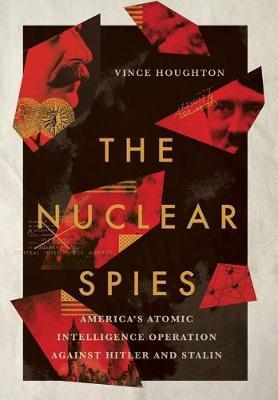 VINCE HOUGHTON
THE
NUCLEAR
SPIES
AMERICA'S ATOMIC
INTELLIGENCE OPERATION
AGAINST HITLER AND STALIN